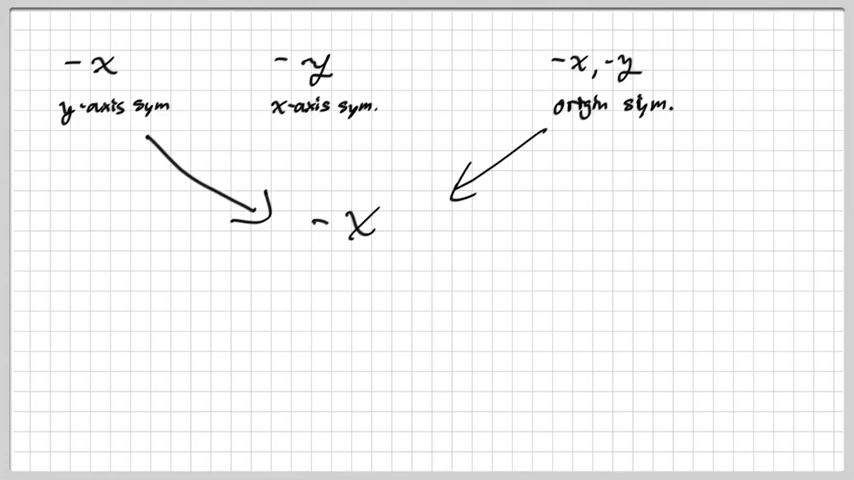 -x -y -x, -y
y-axis sym x-axis sym. origin sym.
-x